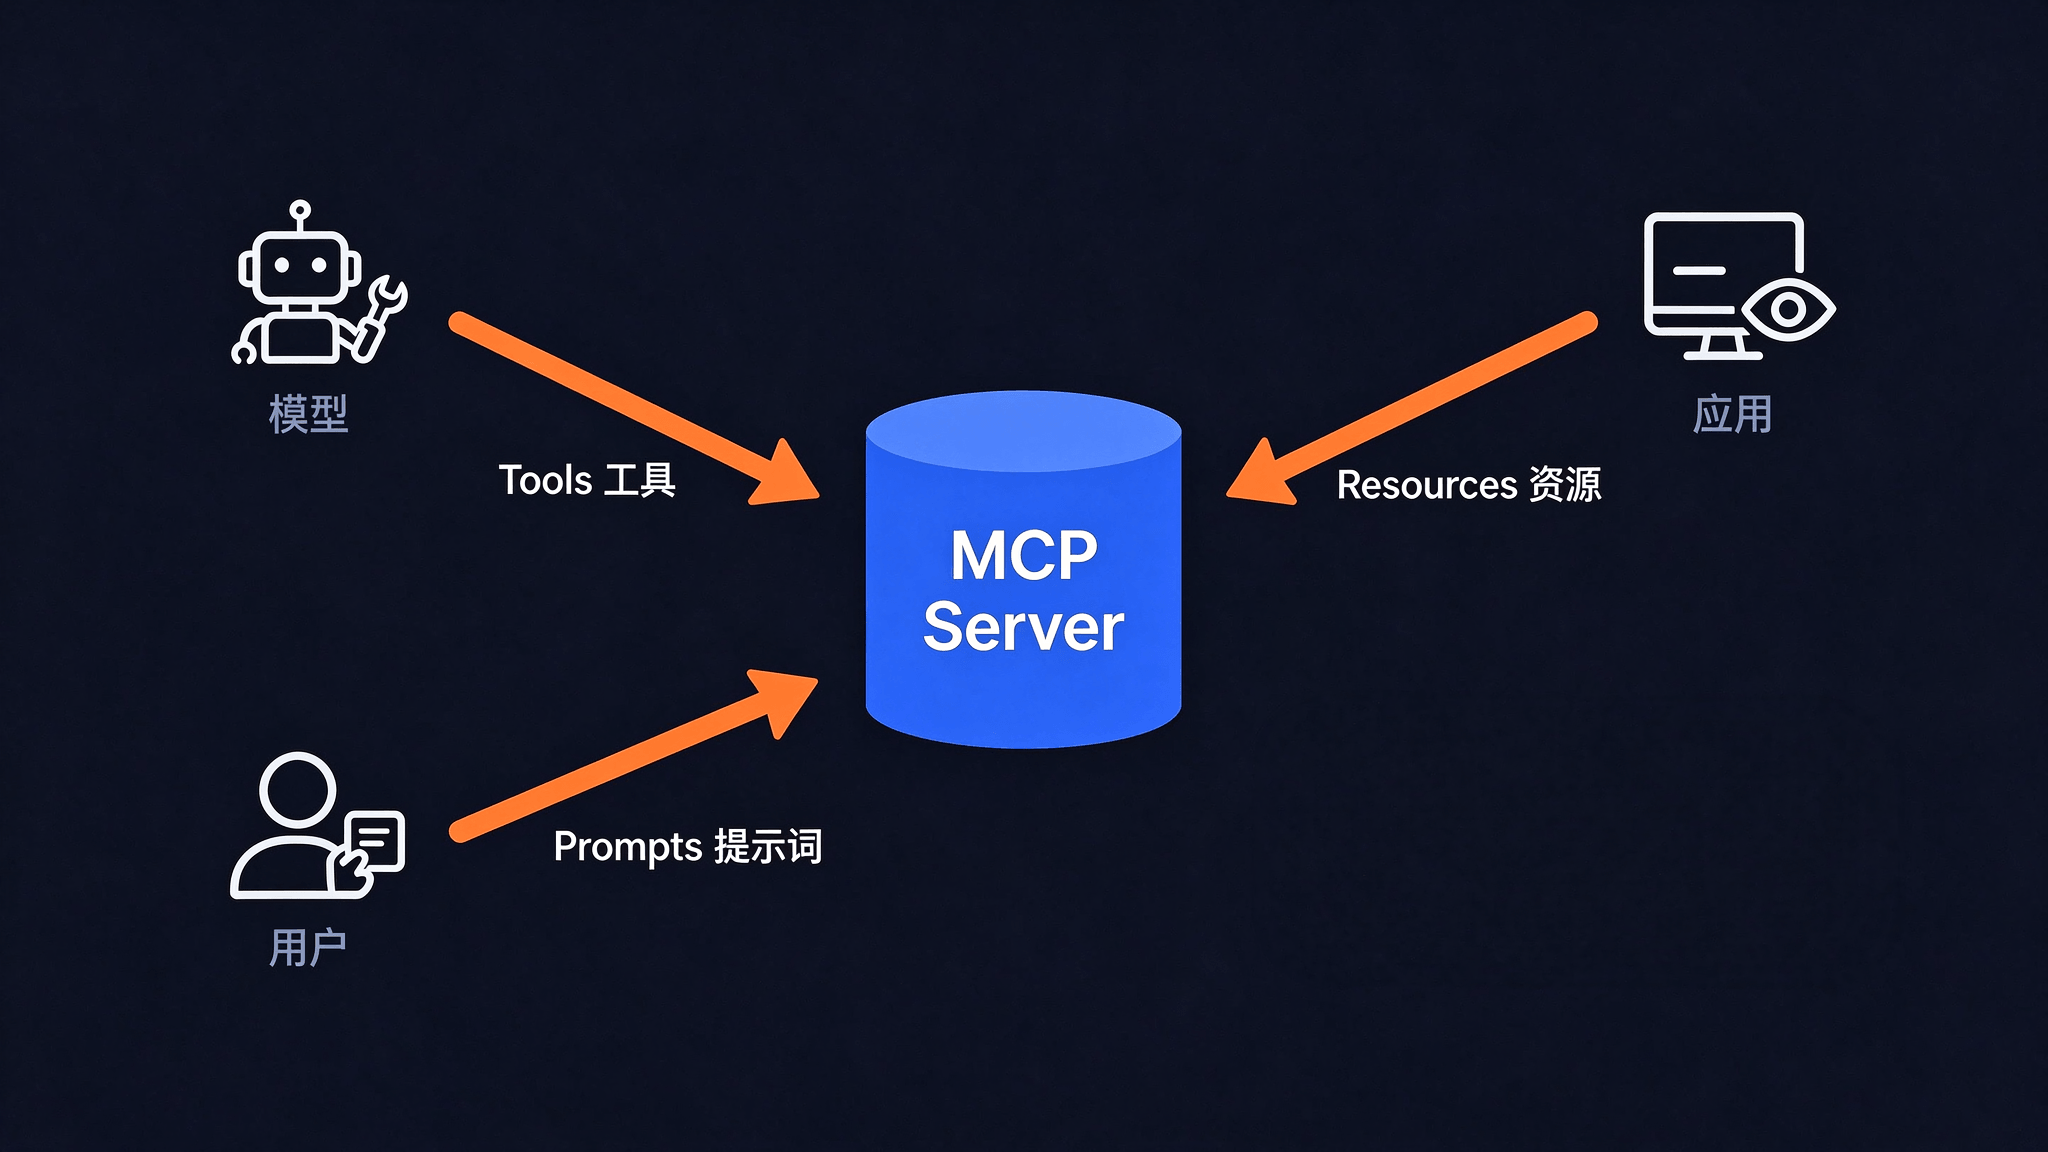 模型
应用
Tools 工具
Resources 资源
MCP
Server
Prompts 提示词
用户